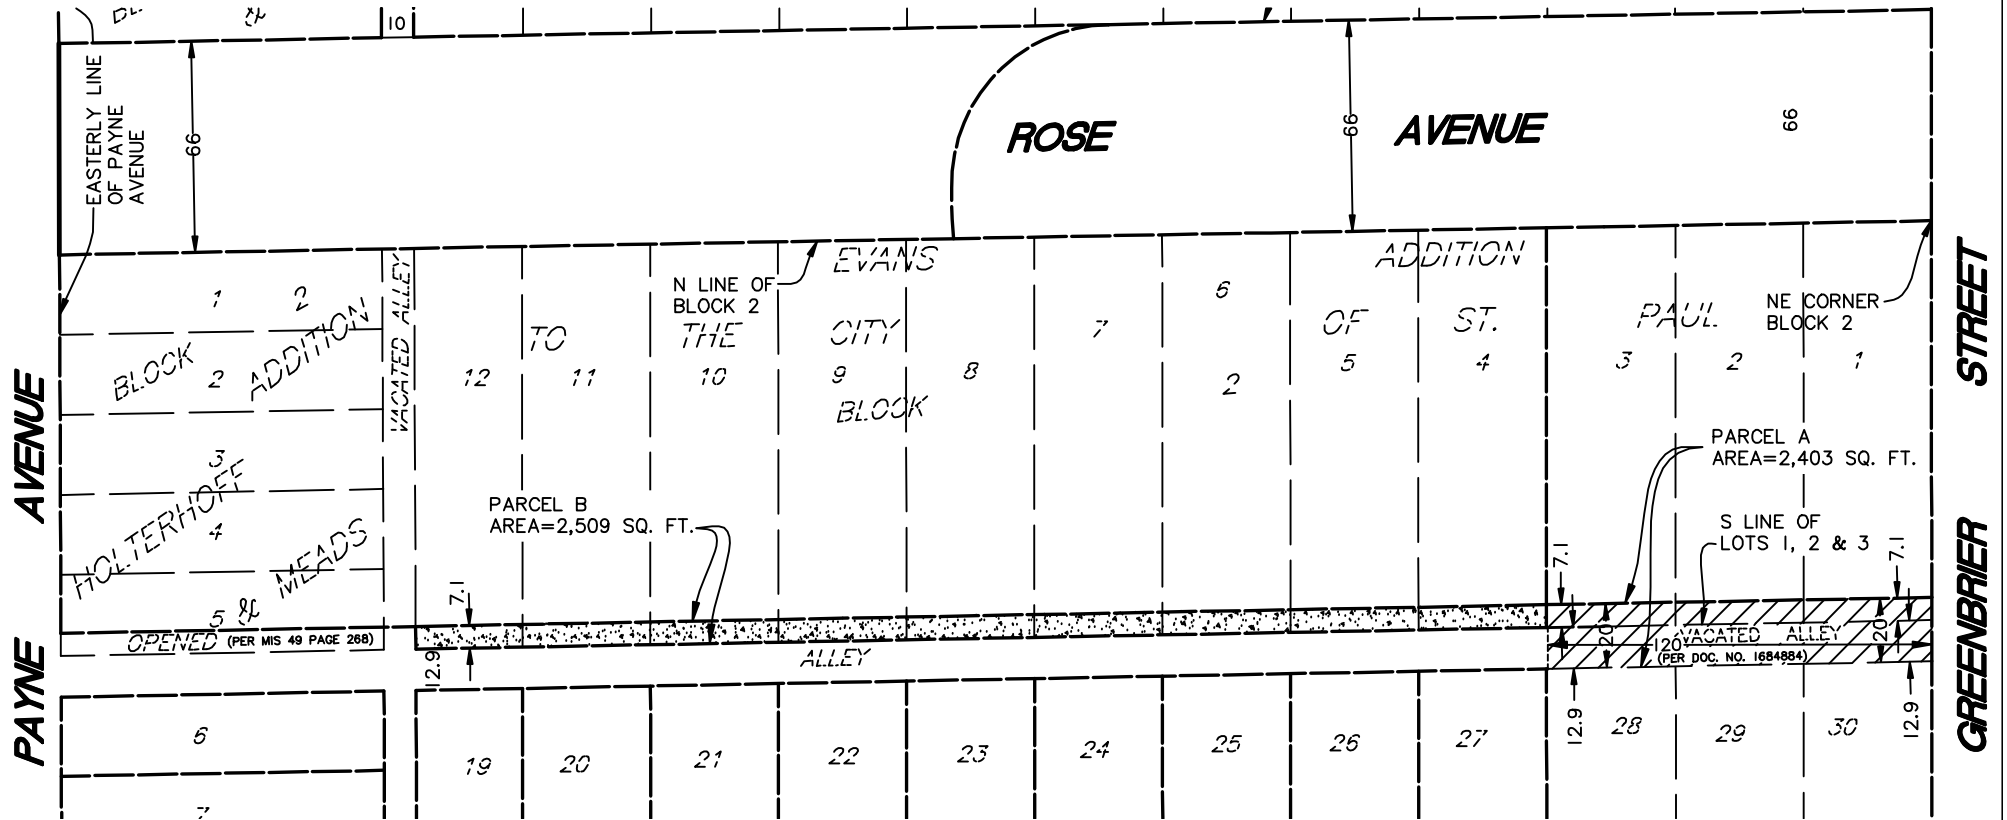 10
EASTERLY LINE
OF PAYNE
AVENUE
66
ROSE AVENUE
66
66
EVANS ADDITION
TO THE CITY OF ST. PAUL
BLOCK 2
N LINE OF
BLOCK 2
NE CORNER
BLOCK 2
VACATED ALLEY
1
2
3
4
5
BLOCK 2
HOLTERHOFF & MEADS ADDITION
12 11 10 9 8 7 6 5 4 3 2 1
PARCEL A
AREA=2,403 SQ. FT.
PARCEL B
AREA=2,509 SQ. FT.
S LINE OF
LOTS 1, 2 & 3
7.1
7.1
7.1
OPENED (PER MIS 49 PAGE 268)
ALLEY
VACATED ALLEY
(PER DOC. NO. 1684884)
120
20
20
12.9
12.9
12.9
6
19 20 21 22 23 24 25 26 27 28 29 30
PAYNE AVENUE
GREENBRIER STREET